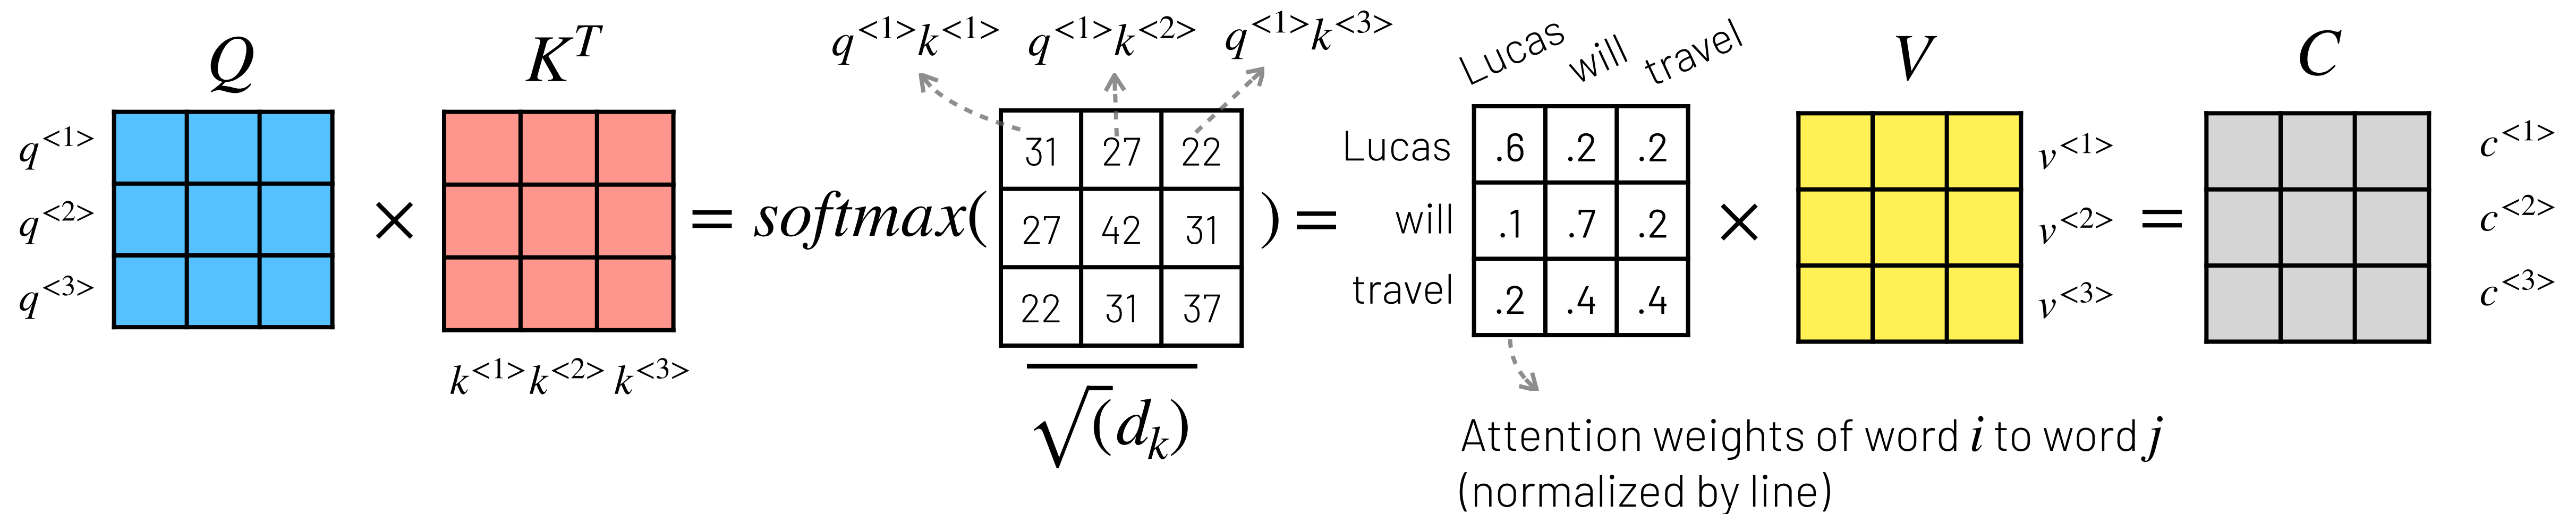 Q
K^T
q^<1>k^<1> q^<1>k^<2> q^<1>k^<3>
Lucas will travel
V
C
q^<1>
q^<2>
q^<3>
×
k^<1> k^<2> k^<3>
= softmax(
31 27 22
27 42 31
22 31 37
√(d_k)
) =
Lucas .6 .2 .2
will .1 .7 .2
travel .2 .4 .4
×
v^<1>
v^<2>
v^<3>
=
c^<1>
c^<2>
c^<3>
Attention weights of word i to word j
(normalized by line)